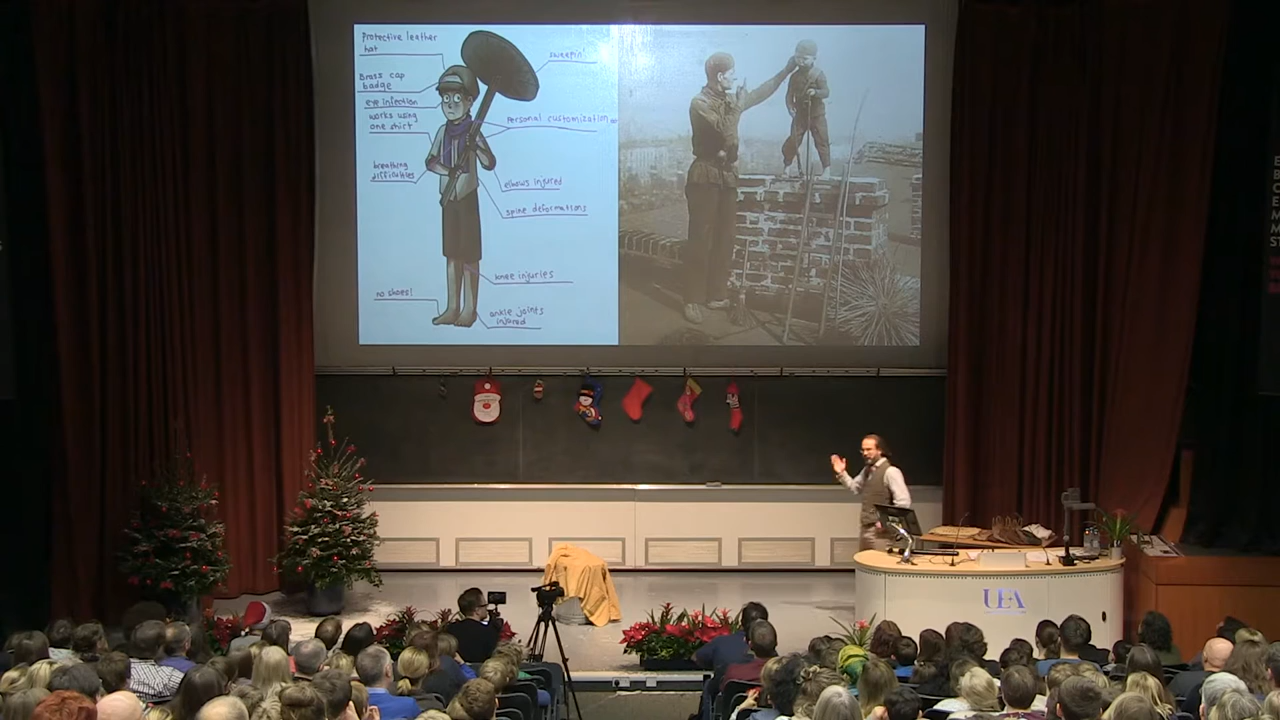 Protective leather
hat
Brass cap
badge
eye infection
works using
one shirt
breathing
difficulties
no shoes!
sweepin'
Personal customization
elbows injured
spine deformations
knee injuries
ankle joints
injured
UEA